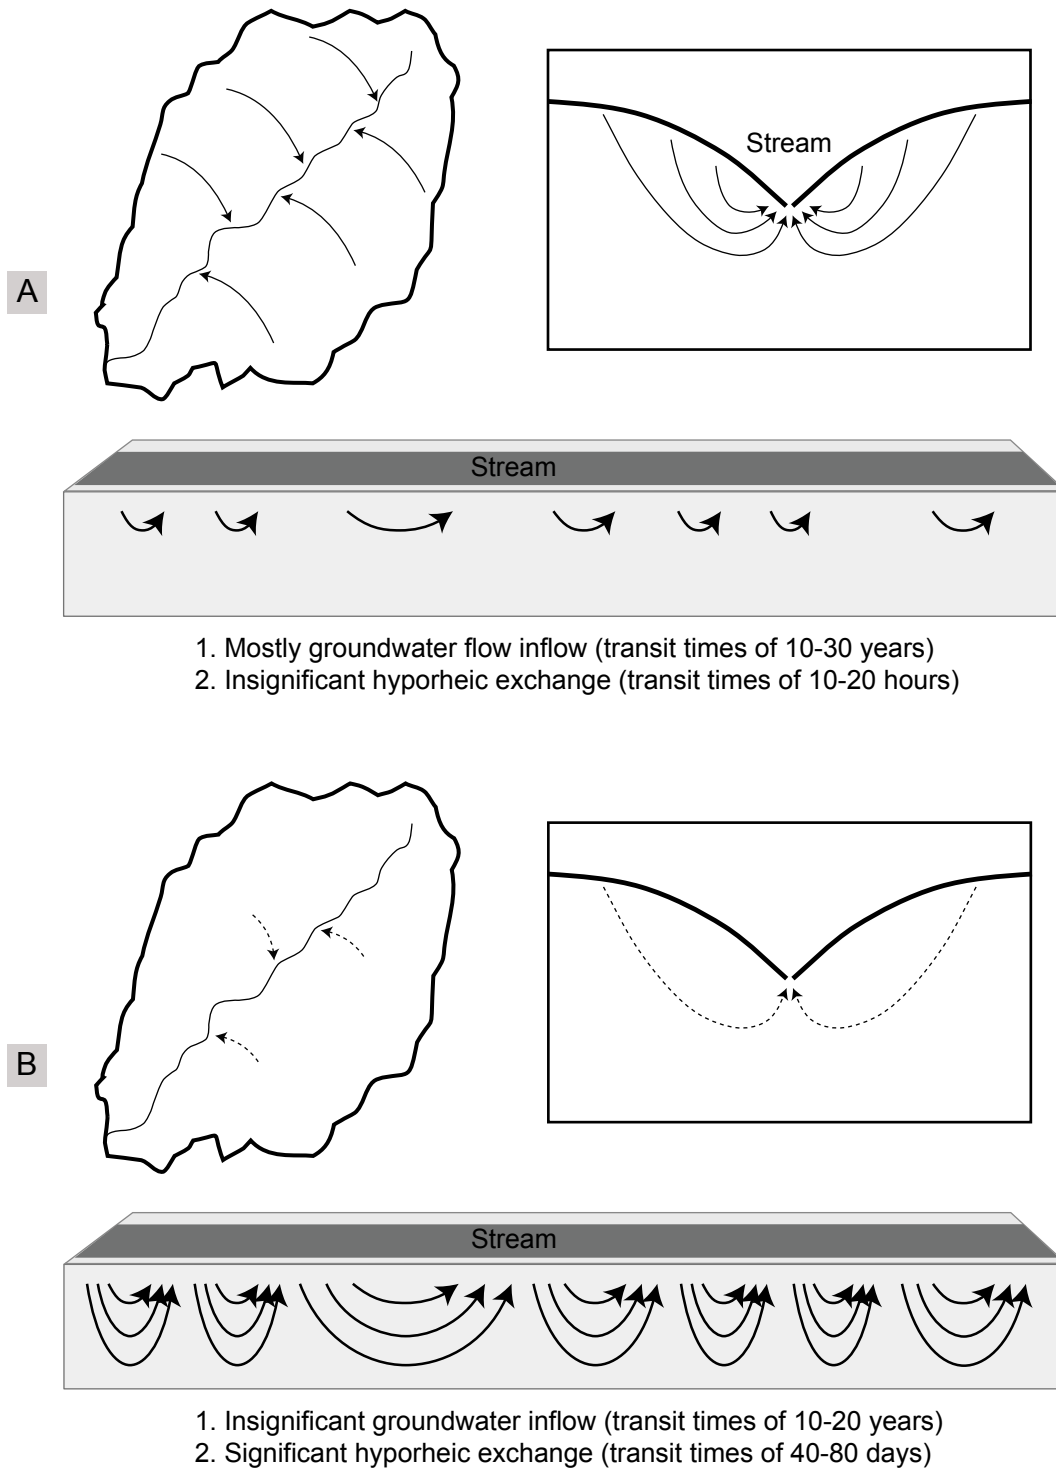 A
Stream
Stream
1. Mostly groundwater flow inflow (transit times of 10-30 years)
2. Insignificant hyporheic exchange (transit times of 10-20 hours)
B
Stream
1. Insignificant groundwater inflow (transit times of 10-20 years)
2. Significant hyporheic exchange (transit times of 40-80 days)